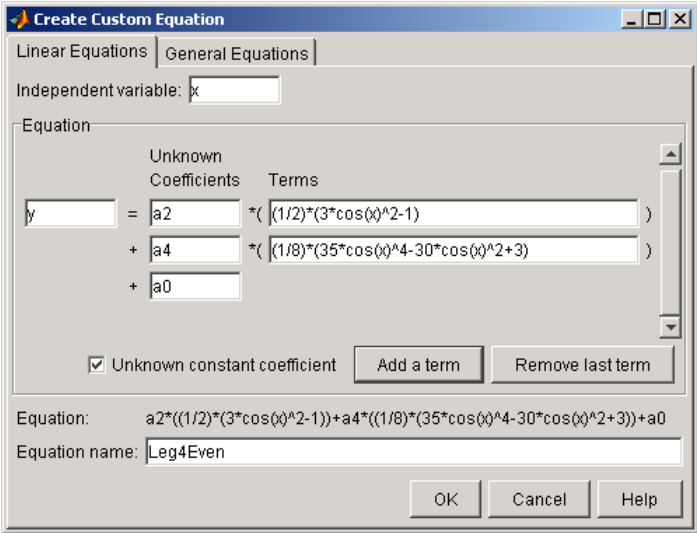 Create Custom Equation
Linear Equations General Equations
Independent variable: x
Equation
Unknown
Coefficients Terms
y = a2 *( (1/2)*(3*cos(x)^2-1) )
+ a4 *( (1/8)*(35*cos(x)^4-30*cos(x)^2+3) )
+ a0
Unknown constant coefficient Add a term Remove last term
Equation: a2*((1/2)*(3*cos(x)^2-1))+a4*((1/8)*(35*cos(x)^4-30*cos(x)^2+3))+a0
Equation name: Leg4Even
OK Cancel Help